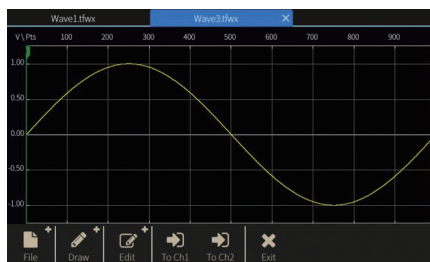 Wave1.tfwx Wave3.tfwx ×
V\Pts 100 200 300 400 500 600 700 800 900
1.00
0.50
0.00
-0.50
-1.00
File Draw Edit To Ch1 To Ch2 Exit